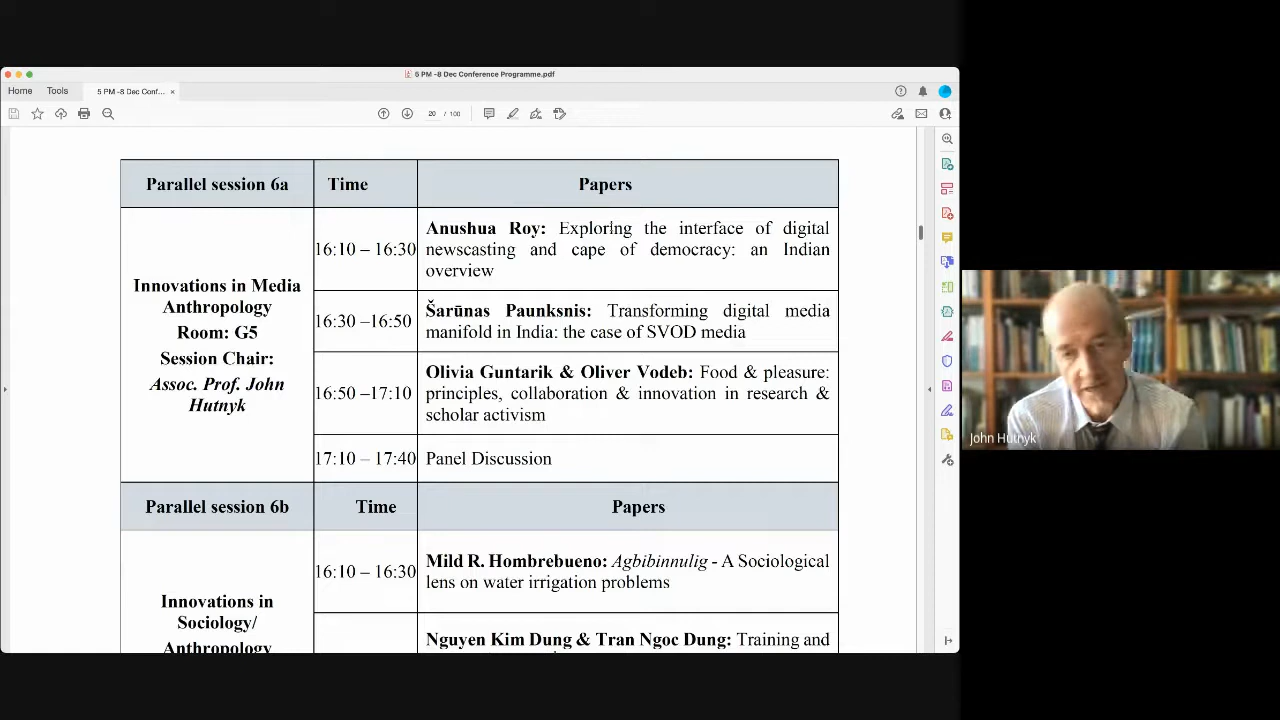 5 PM -8 Dec Conference Programme.pdf
Home
Tools
5 PM -8 Dec Conf...
20 / 100
Parallel session 6a
Time
Papers
Innovations in Media
Anthropology
Room: G5
Session Chair:
Assoc. Prof. John
Hutnyk
16:10 – 16:30
Anushua Roy: Exploring the interface of digital
newscasting and cape of democracy: an Indian
overview
16:30 –16:50
Šarūnas Paunksnis: Transforming digital media
manifold in India: the case of SVOD media
16:50 –17:10
Olivia Guntarik & Oliver Vodeb: Food & pleasure:
principles, collaboration & innovation in research &
scholar activism
17:10 – 17:40
Panel Discussion
Parallel session 6b
Time
Papers
Innovations in
Sociology/
Anthropology
16:10 – 16:30
Mild R. Hombrebueno: Agbibinnulig - A Sociological
lens on water irrigation problems
Nguyen Kim Dung & Tran Ngoc Dung: Training and
John Hutnyk